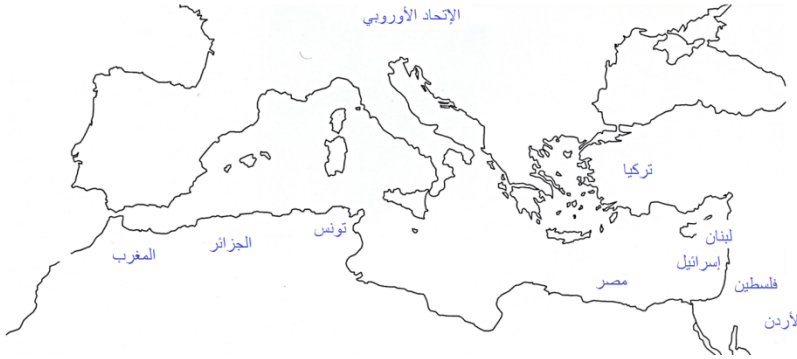 الإتحاد الأوروبي
تركيا
لبنان
تونس
الجزائر
المغرب
إسرائيل
مصر
فلسطين
الأردن